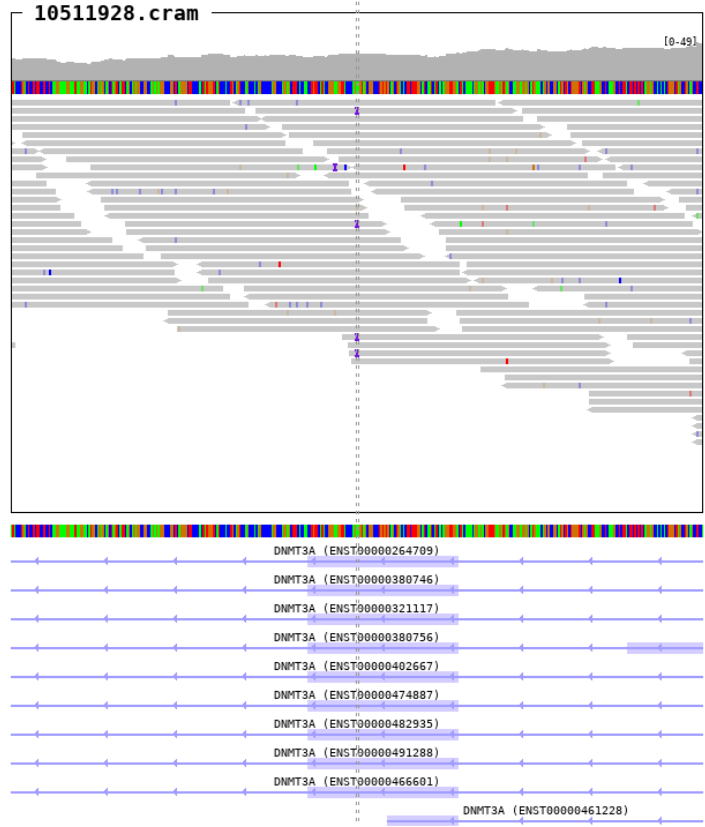 10511928.cram
[0-49]
DNMT3A (ENST00000264709)
DNMT3A (ENST00000380746)
DNMT3A (ENST00000321117)
DNMT3A (ENST00000380756)
DNMT3A (ENST00000402667)
DNMT3A (ENST00000474887)
DNMT3A (ENST00000482935)
DNMT3A (ENST00000491288)
DNMT3A (ENST00000466601)
DNMT3A (ENST00000461228)